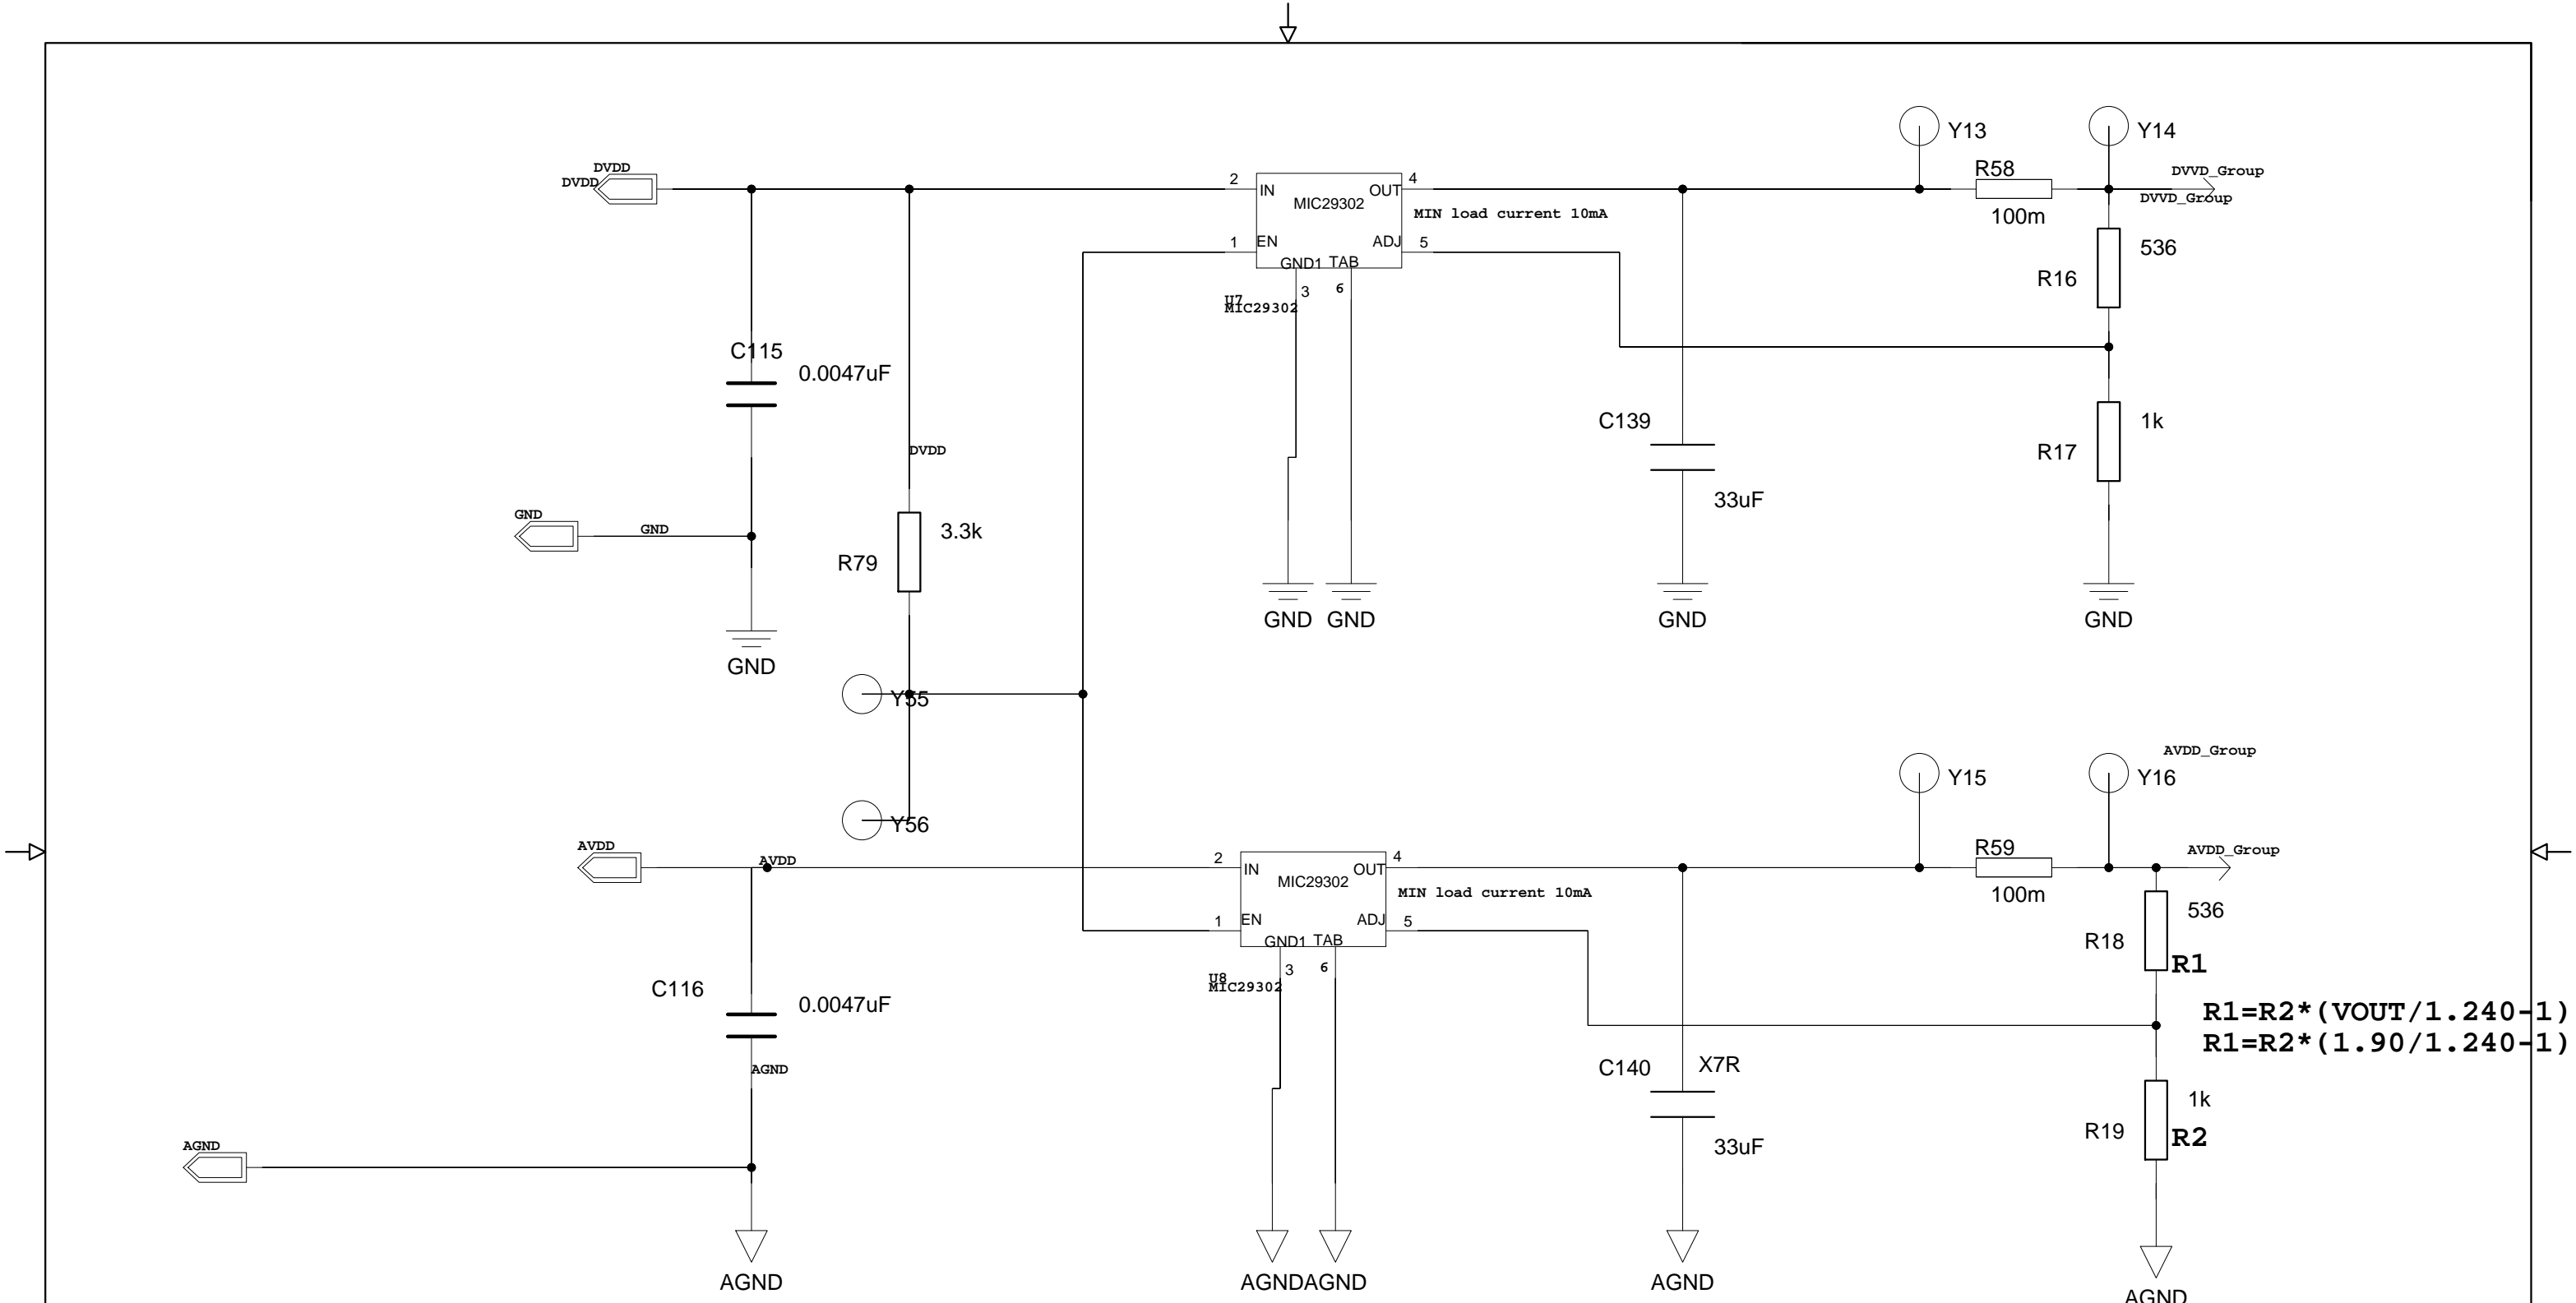 Y13
Y14
DVDD
DVDD
2
IN
OUT
4
MIC29302
MIN load current 10mA
R58
100m
DVVD_Group
DVVD_Group
1
EN
ADJ
5
GND1
TAB
3
6
U7
MIC29302
536
R16
C115
0.0047uF
DVDD
C139
33uF
1k
R17
GND
GND
3.3k
R79
GND
GND
GND
GND
GND
Y55
Y56
Y15
Y16
AVDD_Group
AVDD
AVDD
2
IN
OUT
4
MIC29302
MIN load current 10mA
R59
100m
AVDD_Group
1
EN
ADJ
5
GND1
TAB
3
6
U8
MIC29302
536
R18
R1
C116
0.0047uF
R1=R2*(VOUT/1.240-1)
R1=R2*(1.90/1.240-1)
AGND
C140
X7R
33uF
1k
R19
R2
AGND
AGND
AGND
AGND
AGND
AGND